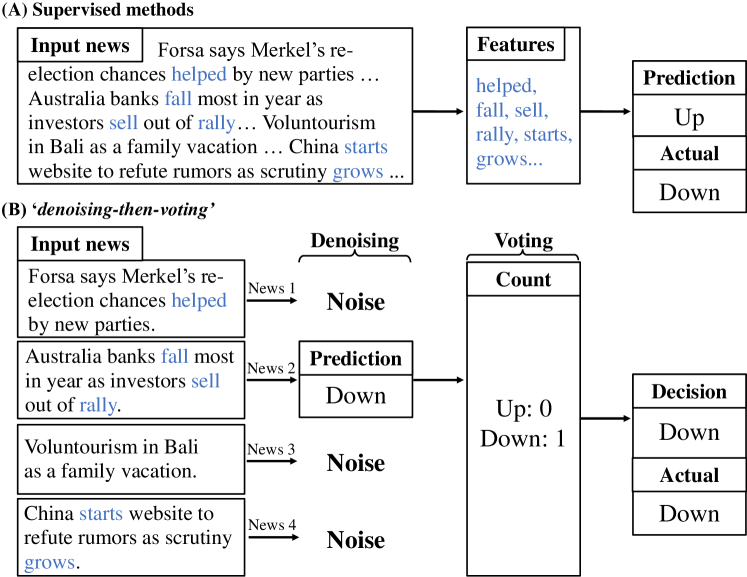 (A) Supervised methods
Input news
Forsa says Merkel's re-
election chances helped by new parties ...
Australia banks fall most in year as
investors sell out of rally... Voluntourism
in Bali as a family vacation ... China starts
website to refute rumors as scrutiny grows ...
Features
helped,
fall, sell,
rally, starts,
grows...
Prediction
Up
Actual
Down
(B) 'denoising-then-voting'
Input news
Denoising
Voting
Forsa says Merkel's re-
election chances helped
by new parties.
News 1
Noise
Australia banks fall most
in year as investors sell
out of rally.
News 2
Prediction
Down
Voluntourism in Bali
as a family vacation.
News 3
Noise
China starts website to
refute rumors as scrutiny
grows.
News 4
Noise
Count
Up: 0
Down: 1
Decision
Down
Actual
Down